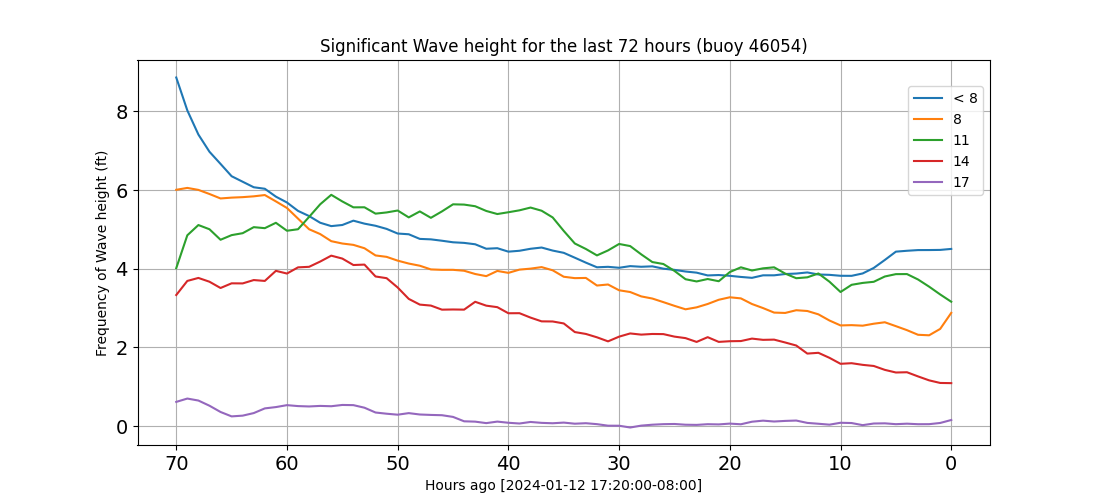 Significant Wave height for the last 72 hours (buoy 46054)
< 8
8
11
14
17
Frequency of Wave height (ft)
8
6
4
2
0
70 60 50 40 30 20 10 0
Hours ago [2024-01-12 17:20:00-08:00]